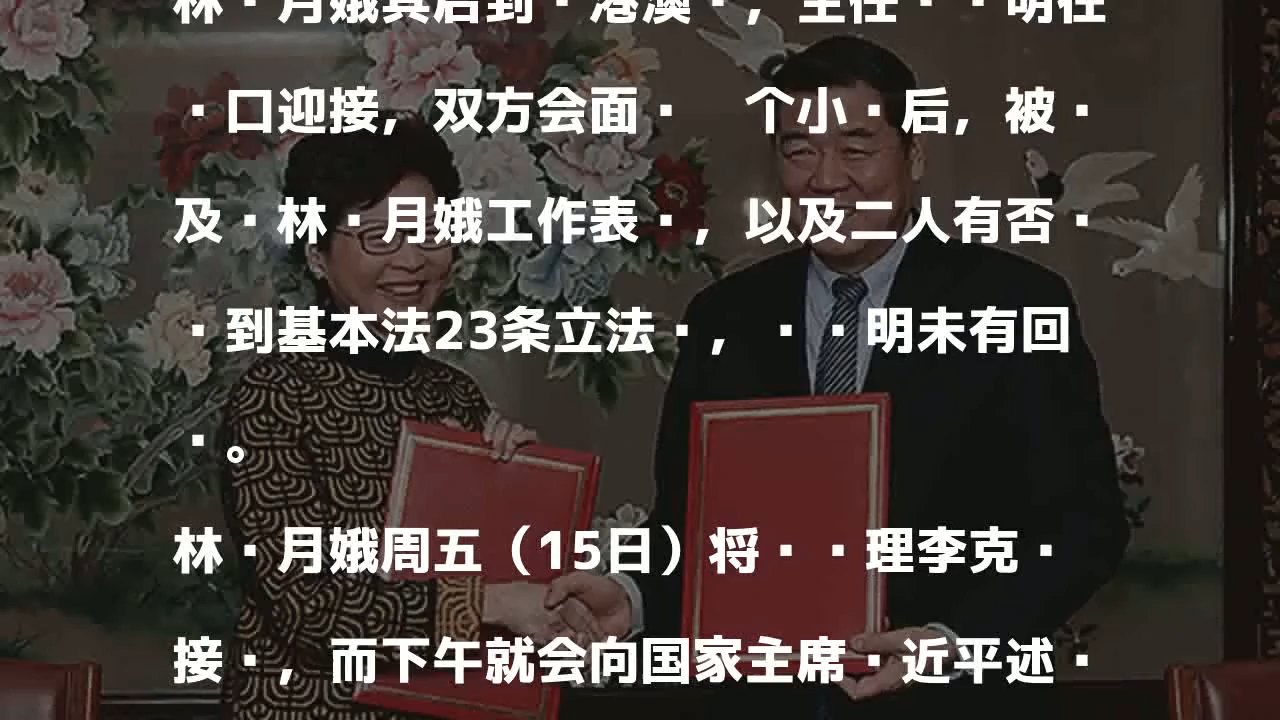 林▪月娥其后到▪港澳▪，主任▪▪明在
▪口迎接，双方会面▪　个小▪后，被▪
及▪林▪月娥工作表▪，以及二人有否▪
▪到基本法23条立法▪，▪▪明未有回
▪。
林▪月娥周五（15日）将▪▪理李克▪
接▪，而下午就会向国家主席▪近平述▪